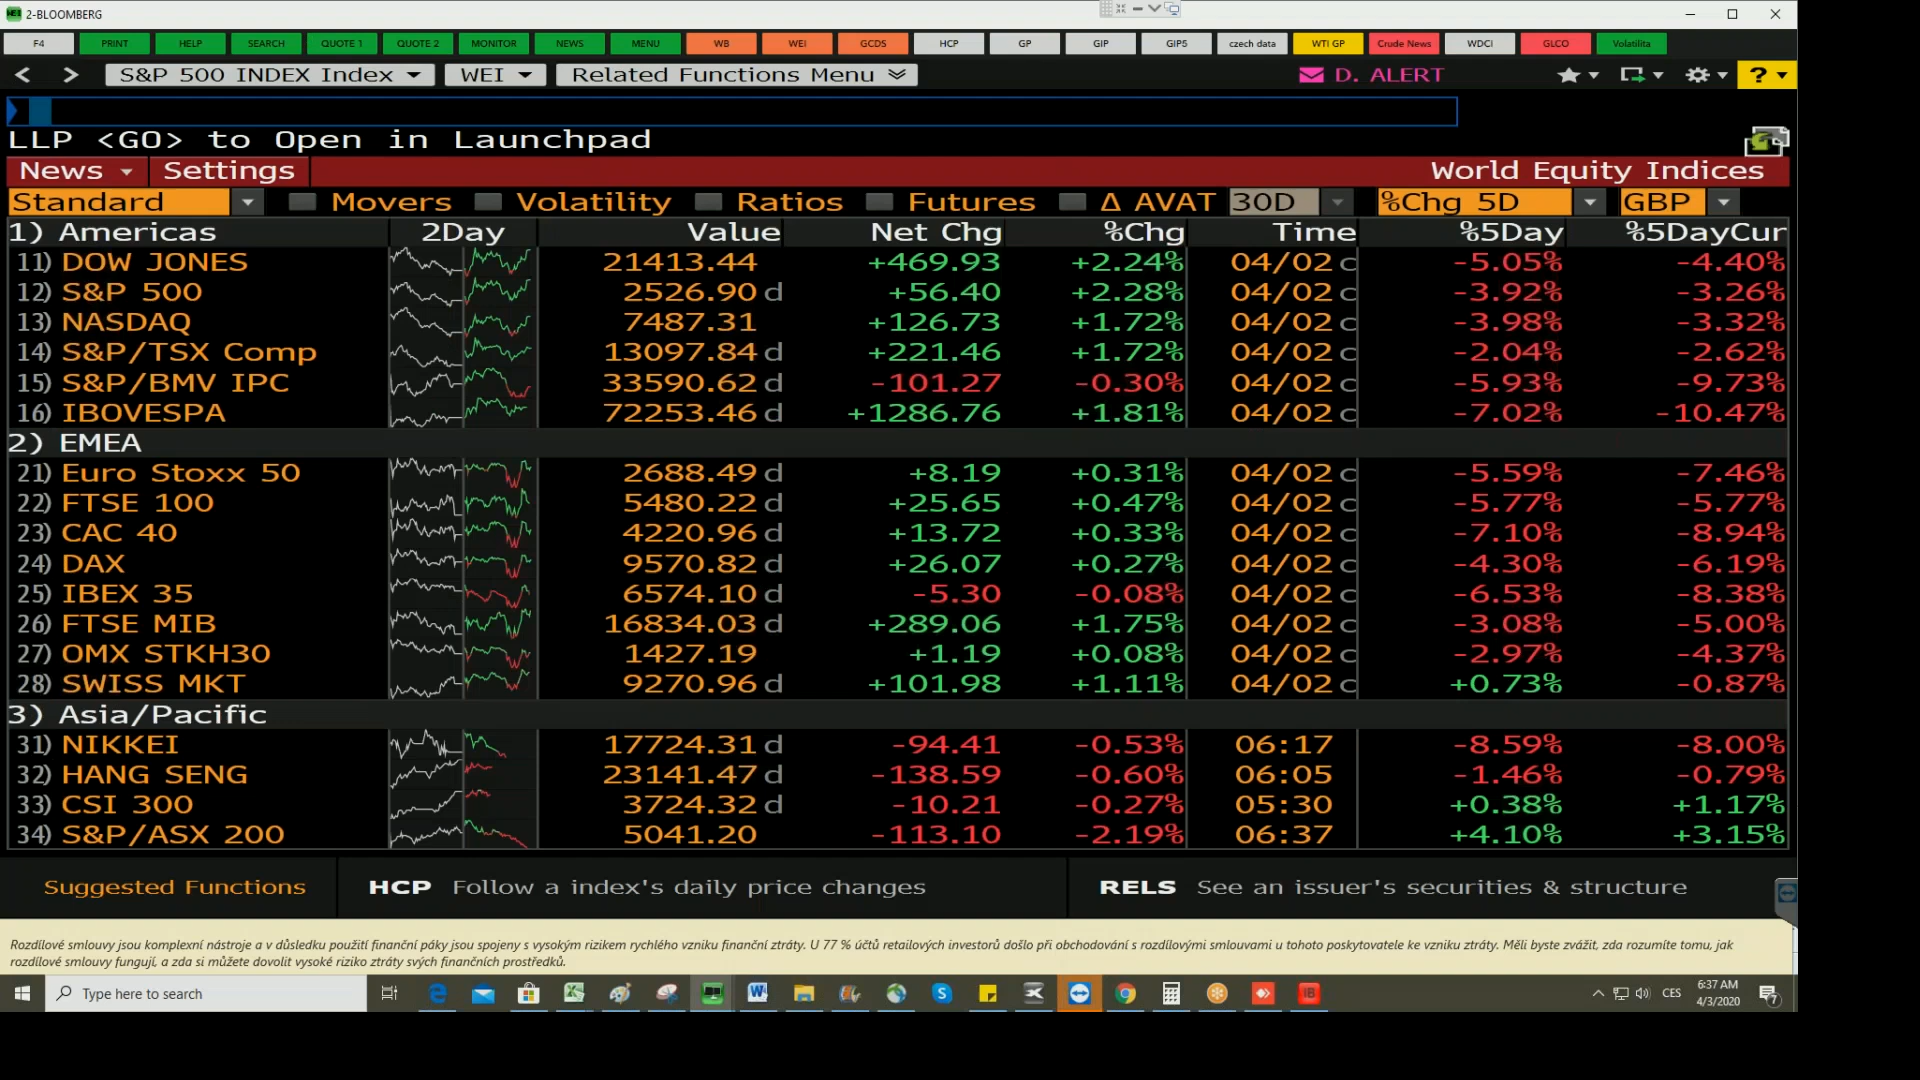 2-BLOOMBERG
F4 PRINT HELP SEARCH QUOTE 1 QUOTE 2 MONITOR NEWS MENU WB WEI GCDS HCP GP GIP GIP5 czech data WTI GP Crude News WDCI GLCO Volatilita
S&P 500 INDEX Index WEI Related Functions Menu D. ALERT ?
LLP <GO> to Open in Launchpad
News Settings World Equity Indices
Standard Movers Volatility Ratios Futures Δ AVAT 30D %Chg 5D GBP
1) Americas 2Day Value Net Chg %Chg Time %5Day %5DayCur
11) DOW JONES 21413.44 +469.93 +2.24% 04/02 c -5.05% -4.40%
12) S&P 500 2526.90 d +56.40 +2.28% 04/02 c -3.92% -3.26%
13) NASDAQ 7487.31 +126.73 +1.72% 04/02 c -3.98% -3.32%
14) S&P/TSX Comp 13097.84 d +221.46 +1.72% 04/02 c -2.04% -2.62%
15) S&P/BMV IPC 33590.62 d -101.27 -0.30% 04/02 c -5.93% -9.73%
16) IBOVESPA 72253.46 d +1286.76 +1.81% 04/02 c -7.02% -10.47%
2) EMEA
21) Euro Stoxx 50 2688.49 d +8.19 +0.31% 04/02 c -5.59% -7.46%
22) FTSE 100 5480.22 d +25.65 +0.47% 04/02 c -5.77% -5.77%
23) CAC 40 4220.96 d +13.72 +0.33% 04/02 c -7.10% -8.94%
24) DAX 9570.82 d +26.07 +0.27% 04/02 c -4.30% -6.19%
25) IBEX 35 6574.10 d -5.30 -0.08% 04/02 c -6.53% -8.38%
26) FTSE MIB 16834.03 d +289.06 +1.75% 04/02 c -3.08% -5.00%
27) OMX STKH30 1427.19 +1.19 +0.08% 04/02 c -2.97% -4.37%
28) SWISS MKT 9270.96 d +101.98 +1.11% 04/02 c +0.73% -0.87%
3) Asia/Pacific
31) NIKKEI 17724.31 d -94.41 -0.53% 06:17 -8.59% -8.00%
32) HANG SENG 23141.47 d -138.59 -0.60% 06:05 -1.46% -0.79%
33) CSI 300 3724.32 d -10.21 -0.27% 05:30 +0.38% +1.17%
34) S&P/ASX 200 5041.20 -113.10 -2.19% 06:37 +4.10% +3.15%
Suggested Functions HCP Follow a index's daily price changes RELS See an issuer's securities & structure
Rozdílové smlouvy jsou komplexní nástroje a v důsledku použití finanční páky jsou spojeny s vysokým rizikem rychlého vzniku finanční ztráty. U 77 % účtů retailových investorů došlo při obchodování s rozdílovými smlouvami u tohoto poskytovatele ke vzniku ztráty. Měli byste zvážit, zda rozumíte tomu, jak
rozdílové smlouvy fungují, a zda si můžete dovolit vysoké riziko ztráty svých finančních prostředků.
Type here to search CES 6:37 AM
4/3/2020 7